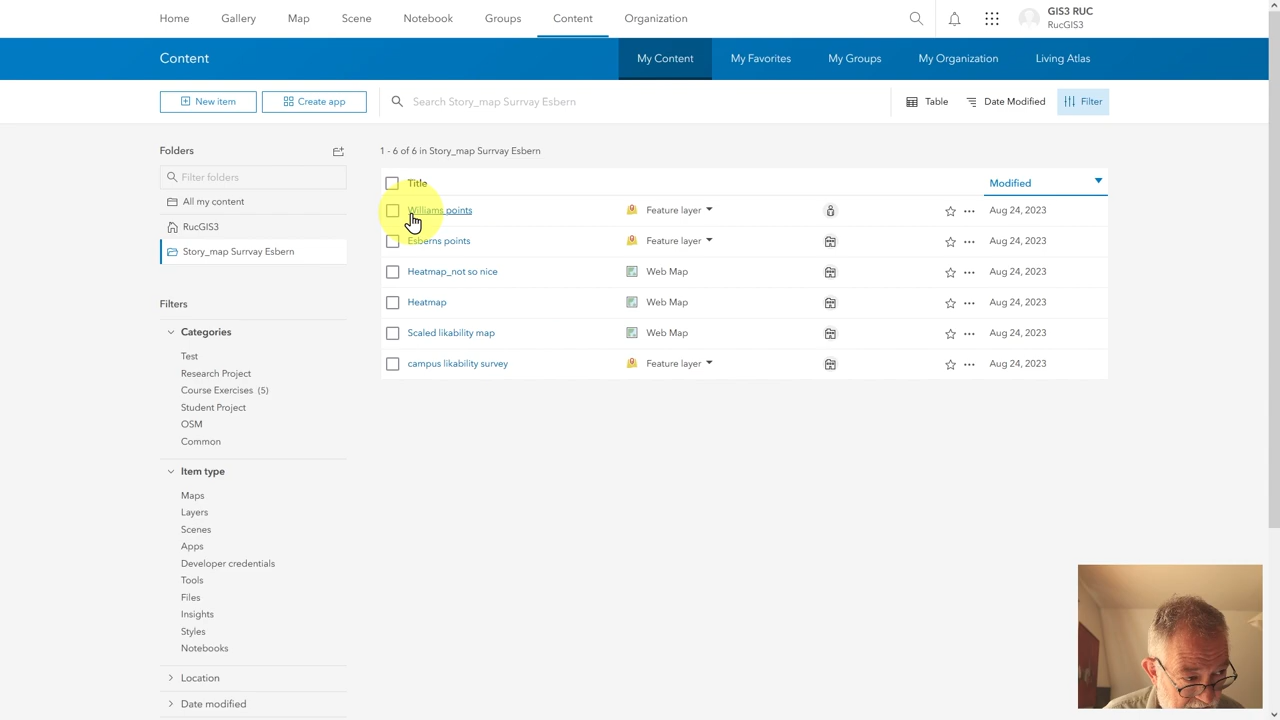 Home Gallery Map Scene Notebook Groups Content Organization
GIS3 RUC
RucGIS3
Content
My Content My Favorites My Groups My Organization Living Atlas
New item Create app Search Story_map Surrvay Esbern Table Date Modified Filter
Folders
1 - 6 of 6 in Story_map Surrvay Esbern
Filter folders
All my content
RucGIS3
Story_map Surrvay Esbern
Title Modified
Williams points Feature layer Aug 24, 2023
Esberns points Feature layer Aug 24, 2023
Heatmap_not so nice Web Map Aug 24, 2023
Heatmap Web Map Aug 24, 2023
Scaled likability map Web Map Aug 24, 2023
campus likability survey Feature layer Aug 24, 2023
Filters
Categories
Test
Research Project
Course Exercises (5)
Student Project
OSM
Common
Item type
Maps
Layers
Scenes
Apps
Developer credentials
Tools
Files
Insights
Styles
Notebooks
Location
Date modified